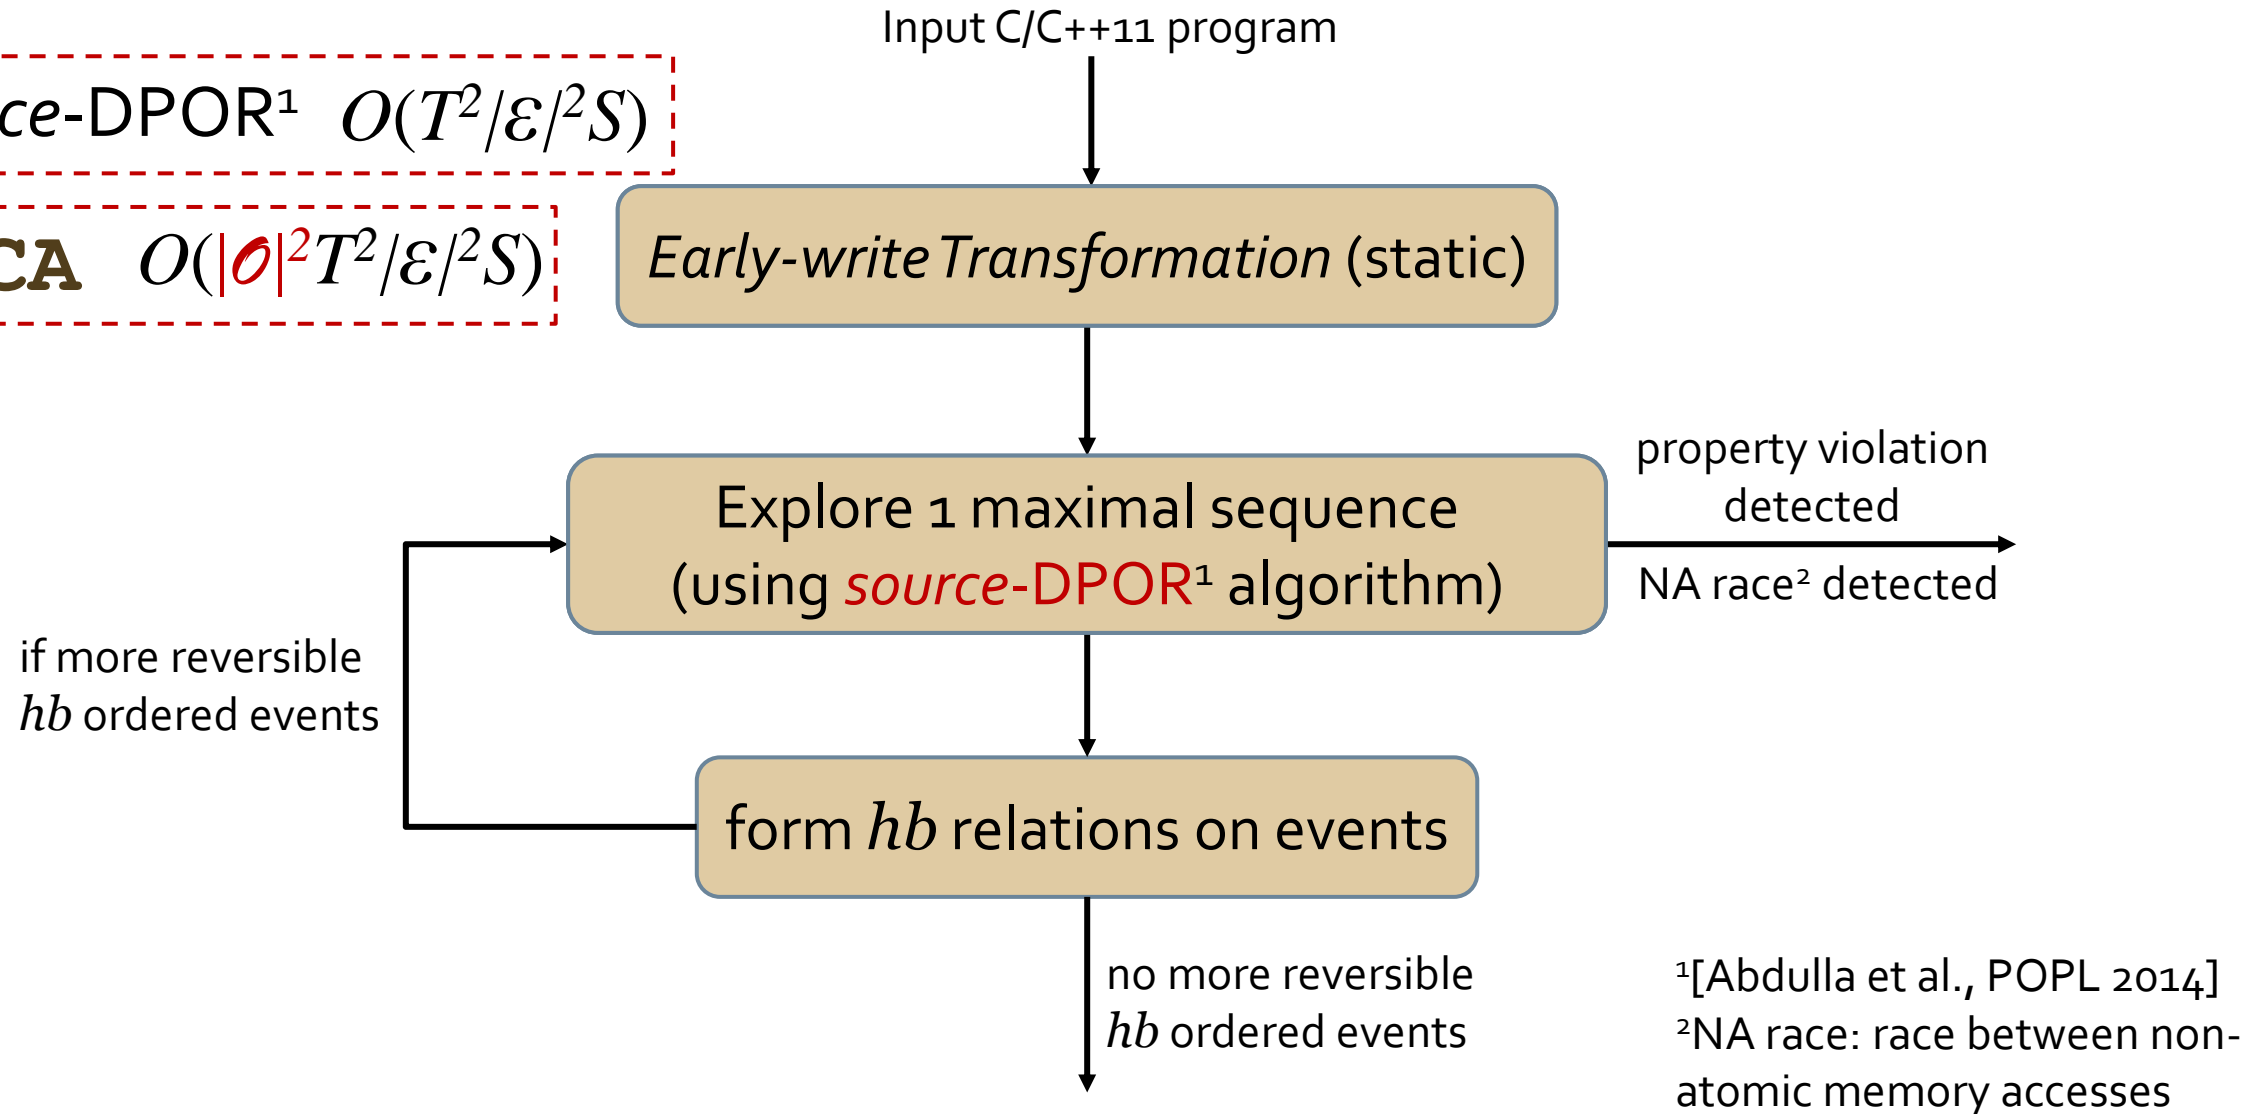 Input C/C++11 program
ce-DPOR¹ O(T²/ε/²S)
CA O(|𝒪|²T²/ε/²S)
Early-write Transformation (static)
Explore 1 maximal sequence
(using source-DPOR¹ algorithm)
property violation
detected
NA race² detected
if more reversible
hb ordered events
form hb relations on events
no more reversible
hb ordered events
¹[Abdulla et al., POPL 2014]
²NA race: race between non-
atomic memory accesses